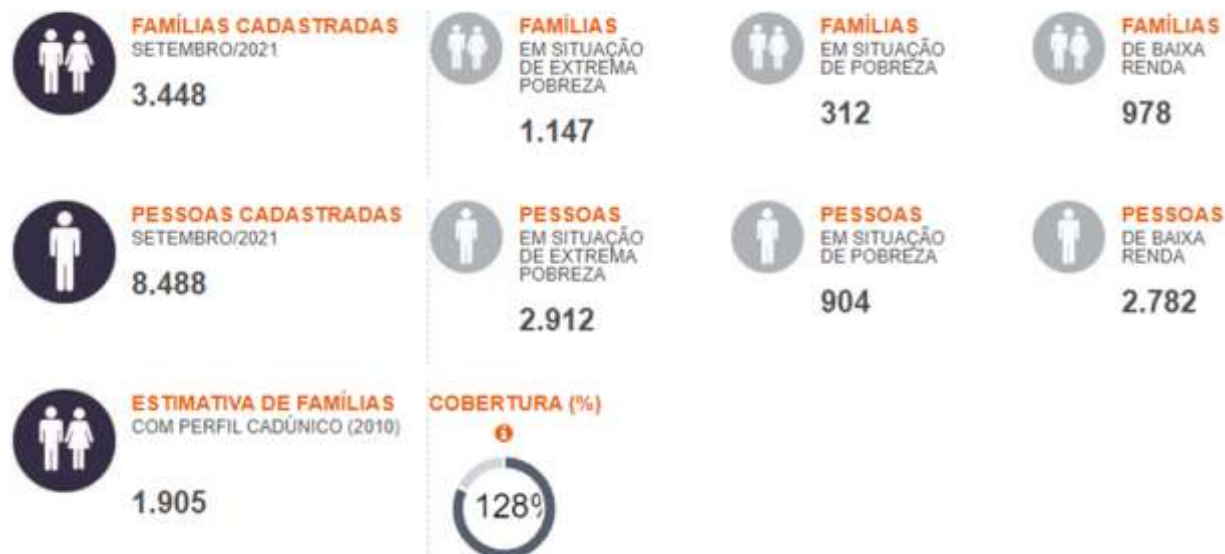 FAMÍLIAS CADASTRADAS
SETEMBRO/2021
3.448
FAMÍLIAS
EM SITUAÇÃO
DE EXTREMA
POBREZA
1.147
FAMÍLIAS
EM SITUAÇÃO
DE POBREZA
312
FAMÍLIAS
DE BAIXA
RENDA
978
PESSOAS CADASTRADAS
SETEMBRO/2021
8.488
PESSOAS
EM SITUAÇÃO
DE EXTREMA
POBREZA
2.912
PESSOAS
EM SITUAÇÃO
DE POBREZA
904
PESSOAS
DE BAIXA
RENDA
2.782
ESTIMATIVA DE FAMÍLIAS
COM PERFIL CADÚNICO (2010)
1.905
COBERTURA (%)
128%